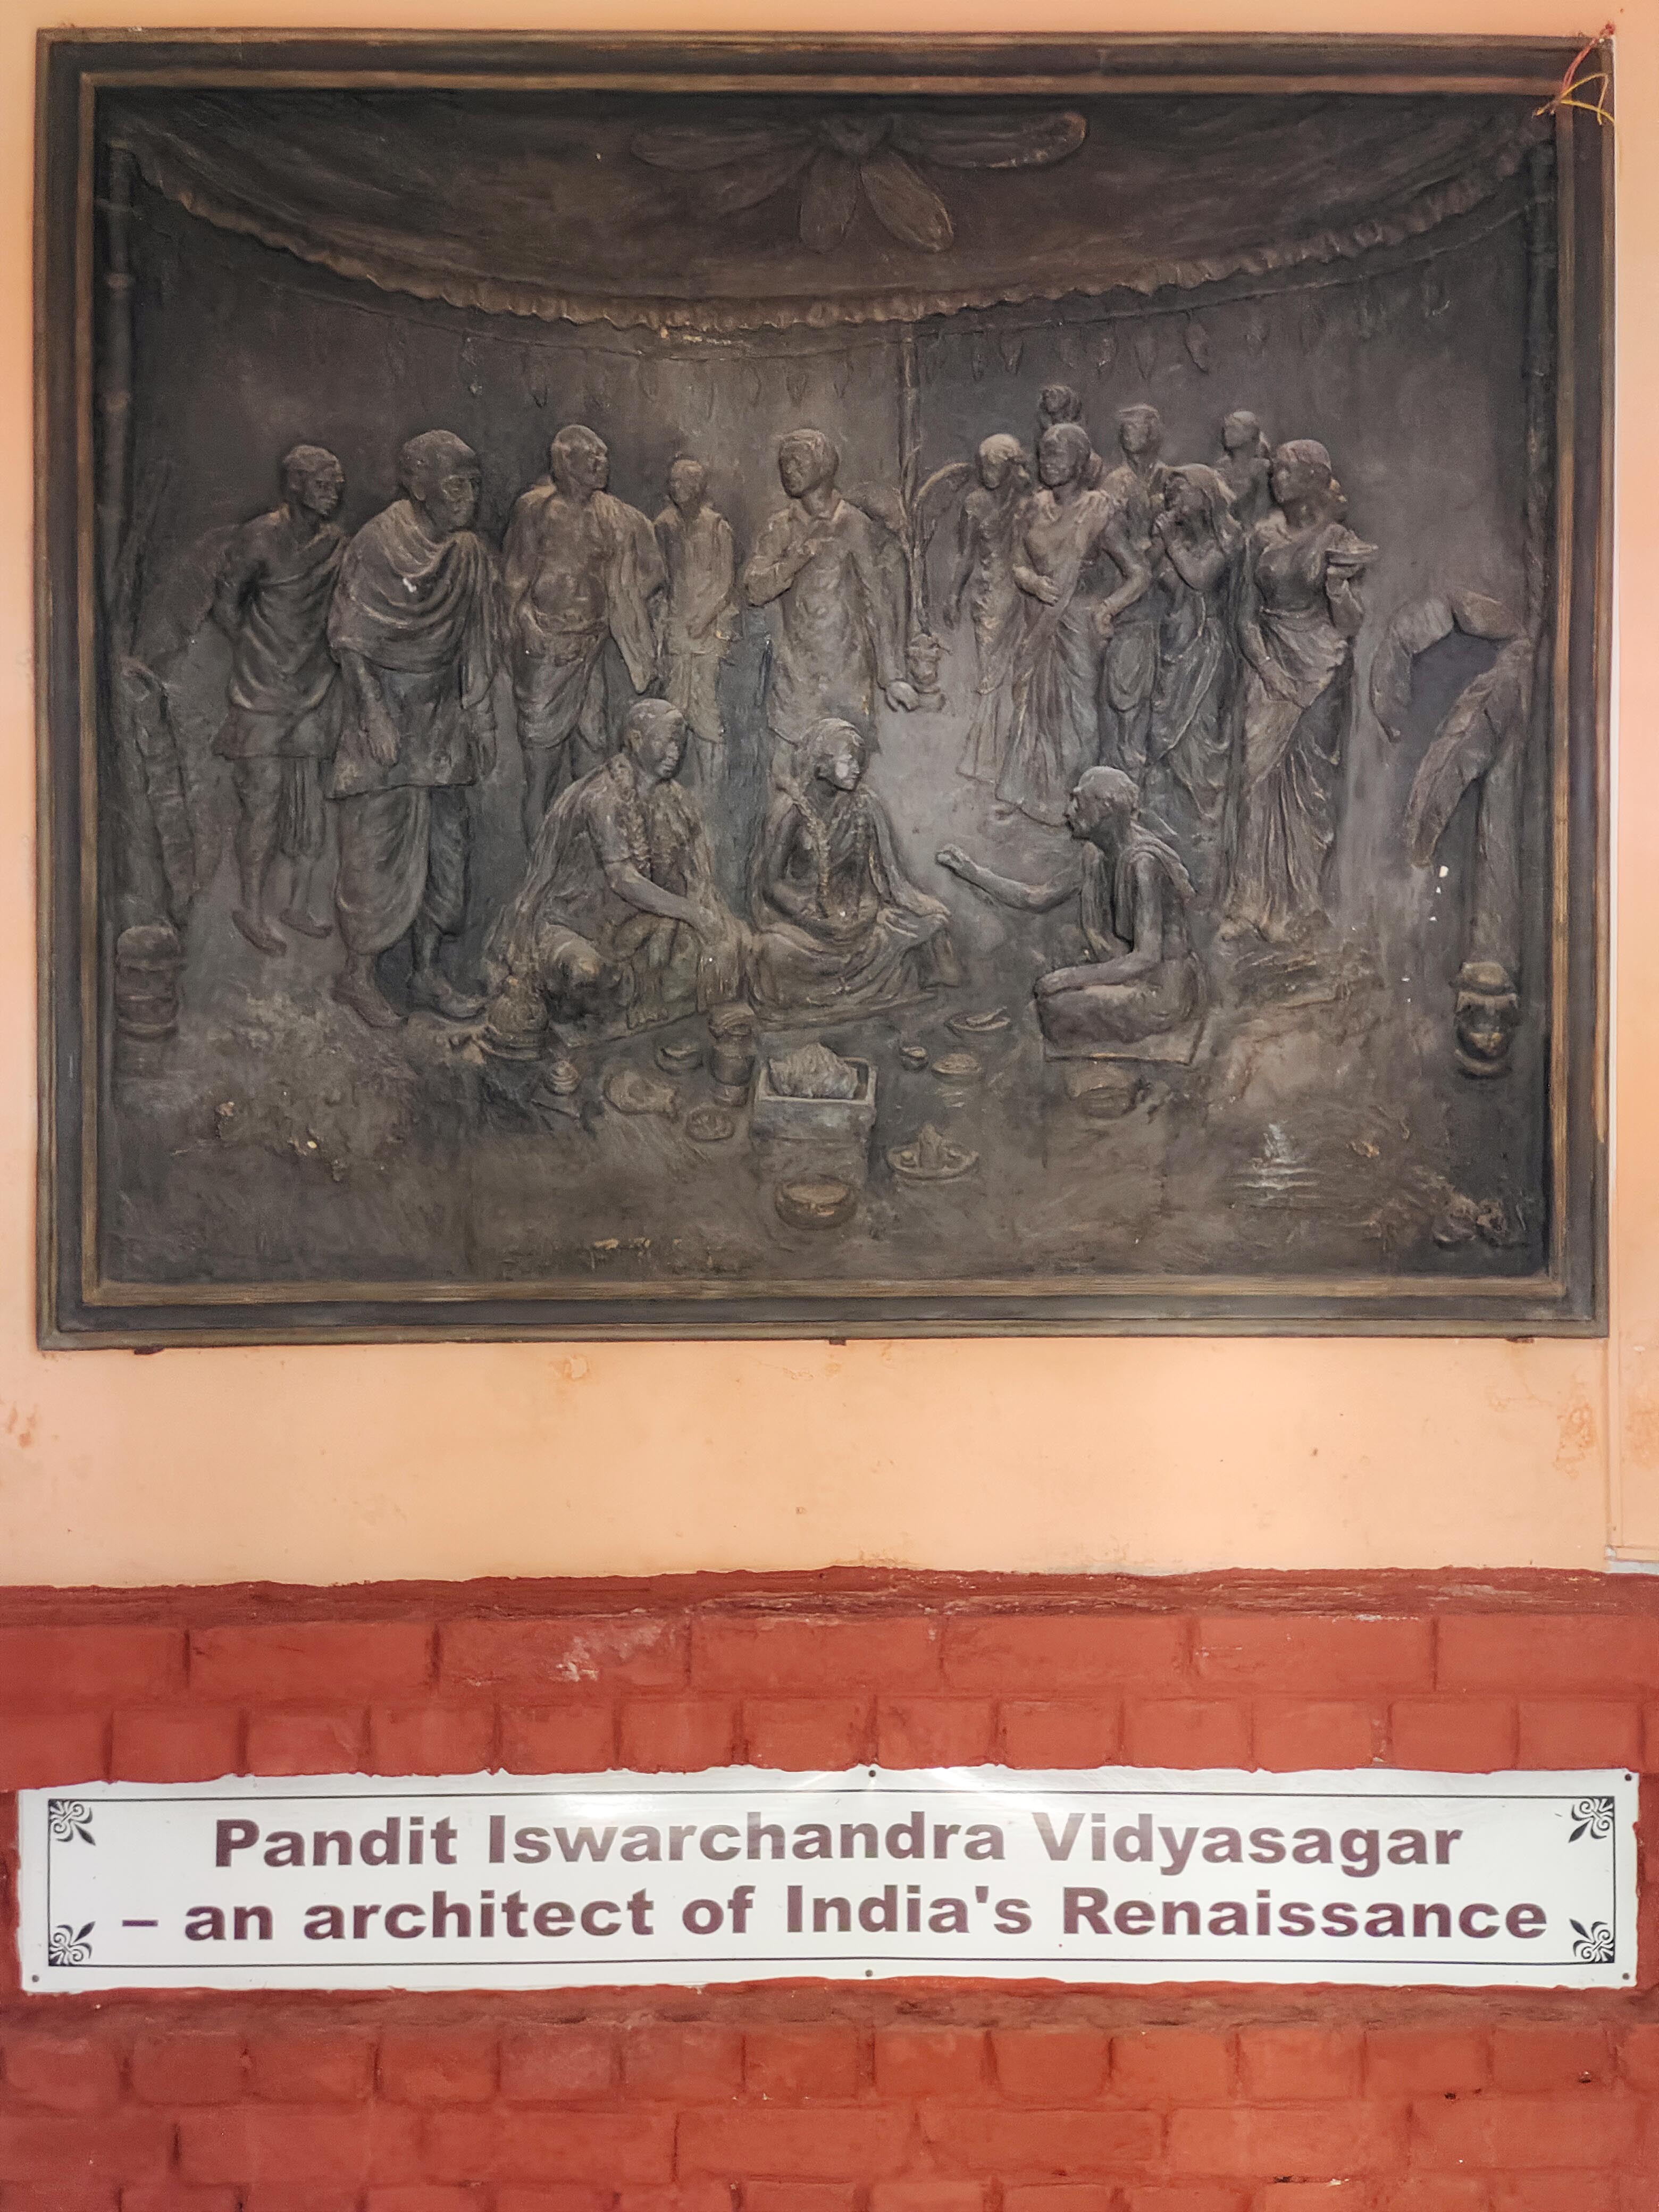 Pandit Iswarchandra Vidyasagar
– an architect of India's Renaissance